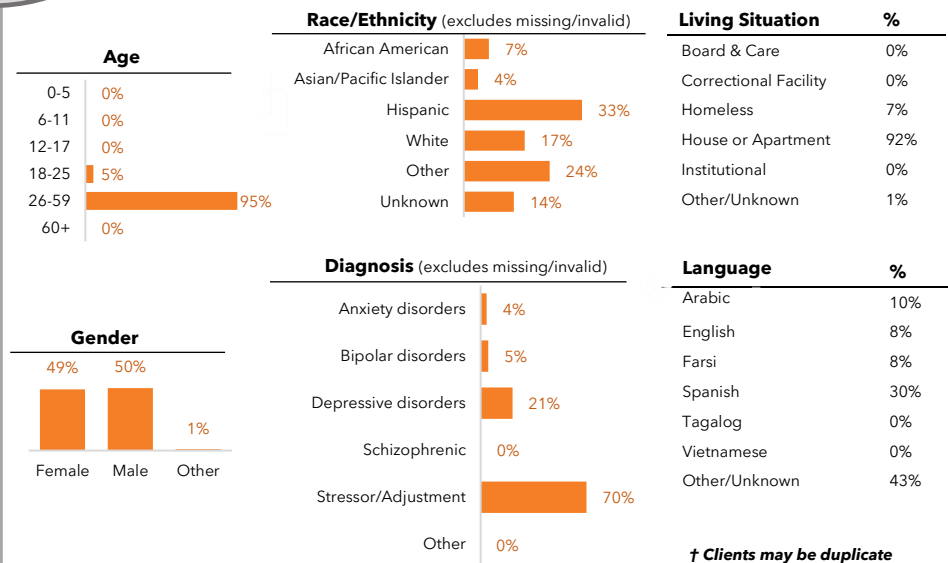 Age
0-5 0%
6-11 0%
12-17 0%
18-25 5%
26-59 95%
60+ 0%
Gender
49% 50% 1%
Female Male Other
Race/Ethnicity (excludes missing/invalid)
African American 7%
Asian/Pacific Islander 4%
Hispanic 33%
White 17%
Other 24%
Unknown 14%
Diagnosis (excludes missing/invalid)
Anxiety disorders 4%
Bipolar disorders 5%
Depressive disorders 21%
Schizophrenic 0%
Stressor/Adjustment 70%
Other 0%
Living Situation %
Board & Care 0%
Correctional Facility 0%
Homeless 7%
House or Apartment 92%
Institutional 0%
Other/Unknown 1%
Language %
Arabic 10%
English 8%
Farsi 8%
Spanish 30%
Tagalog 0%
Vietnamese 0%
Other/Unknown 43%
† Clients may be duplicate